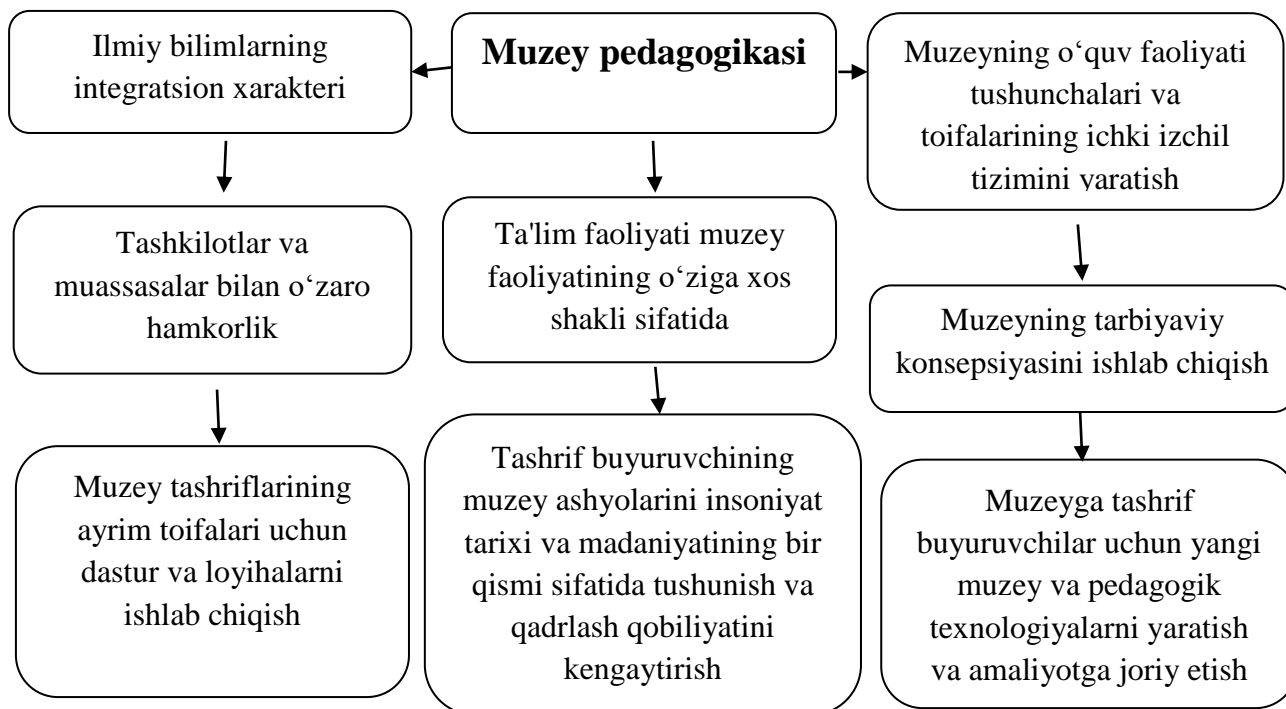 Ilmiy bilimlarning
integratsion xarakteri
Muzey pedagogikasi
Muzeyning o‘quv faoliyati
tushunchalari va
toifalarining ichki izchil
tizimini yaratish
Tashkilotlar va
muassasalar bilan o‘zaro
hamkorlik
Ta'lim faoliyati muzey
faoliyatining o‘ziga xos
shakli sifatida
Muzeyning tarbiyaviy
konsepsiyasini ishlab chiqish
Muzey tashriflarining
ayrim toifalari uchun
dastur va loyihalarni
ishlab chiqish
Tashrif buyuruvchining
muzey ashyolarini insoniyat
tarixi va madaniyatining bir
qismi sifatida tushunish va
qadrlash qobiliyatini
kengaytirish
Muzeyga tashrif
buyuruvchilar uchun yangi
muzey va pedagogik
texnologiyalarni yaratish
va amaliyotga joriy etish